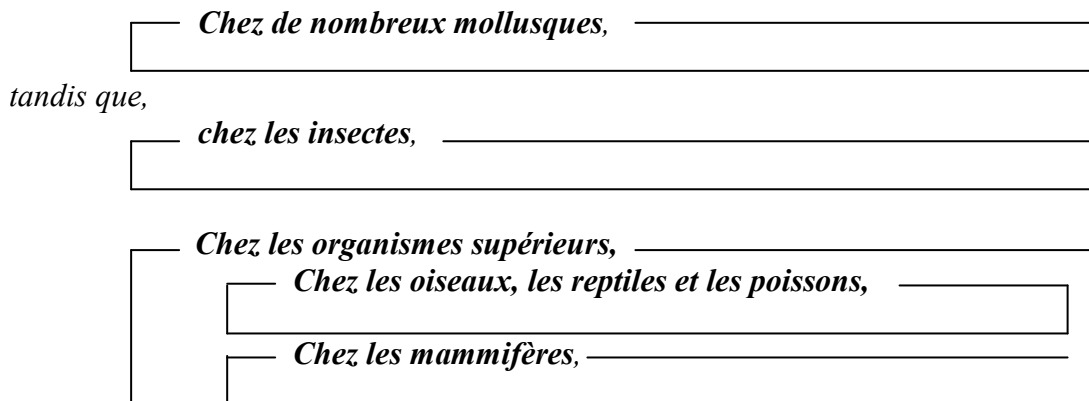 Chez de nombreux mollusques,
tandis que,
chez les insectes,
Chez les organismes supérieurs,
Chez les oiseaux, les reptiles et les poissons,
Chez les mammifères,